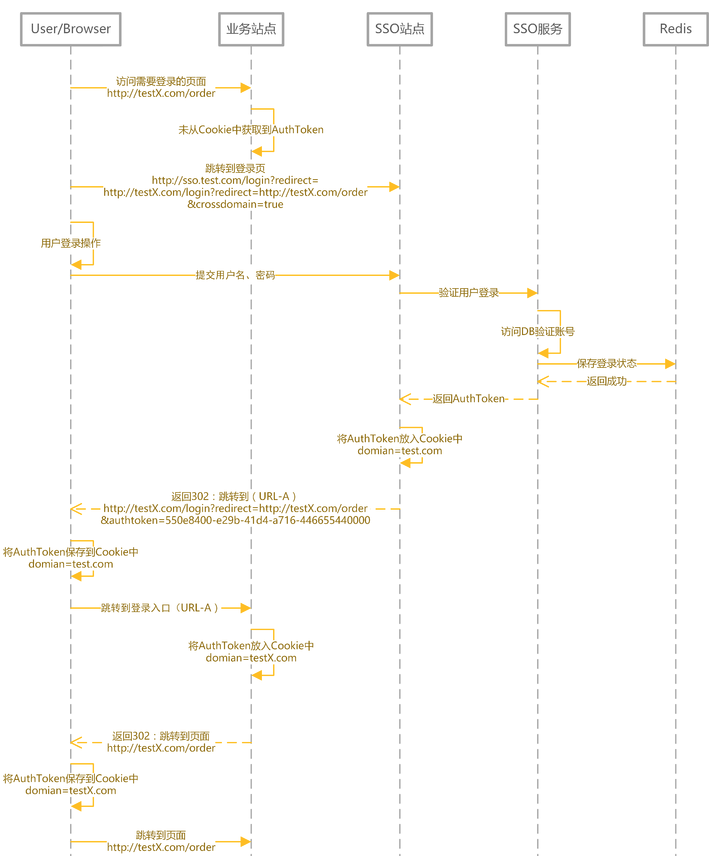 User/Browser
业务站点
SSO站点
SSO服务
Redis
访问需要登录的页面
http://testX.com/order
未从Cookie中获取到AuthToken
跳转到登录页
http://sso.test.com/login?redirect=
http://testX.com/login?redirect=http://testX.com/order
&crossdomain=true
用户登录操作
提交用户名、密码
验证用户登录
访问DB验证账号
保存登录状态
返回成功
返回AuthToken
将AuthToken放入Cookie中
domian=test.com
返回302：跳转到（URL-A）
http://testX.com/login?redirect=http://testX.com/order
&authtoken=550e8400-e29b-41d4-a716-446655440000
将AuthToken保存到Cookie中
domian=test.com
跳转到登录入口（URL-A）
将AuthToken放入Cookie中
domian=testX.com
返回302：跳转到页面
http://testX.com/order
将AuthToken保存到Cookie中
domian=testX.com
跳转到页面
http://testX.com/order